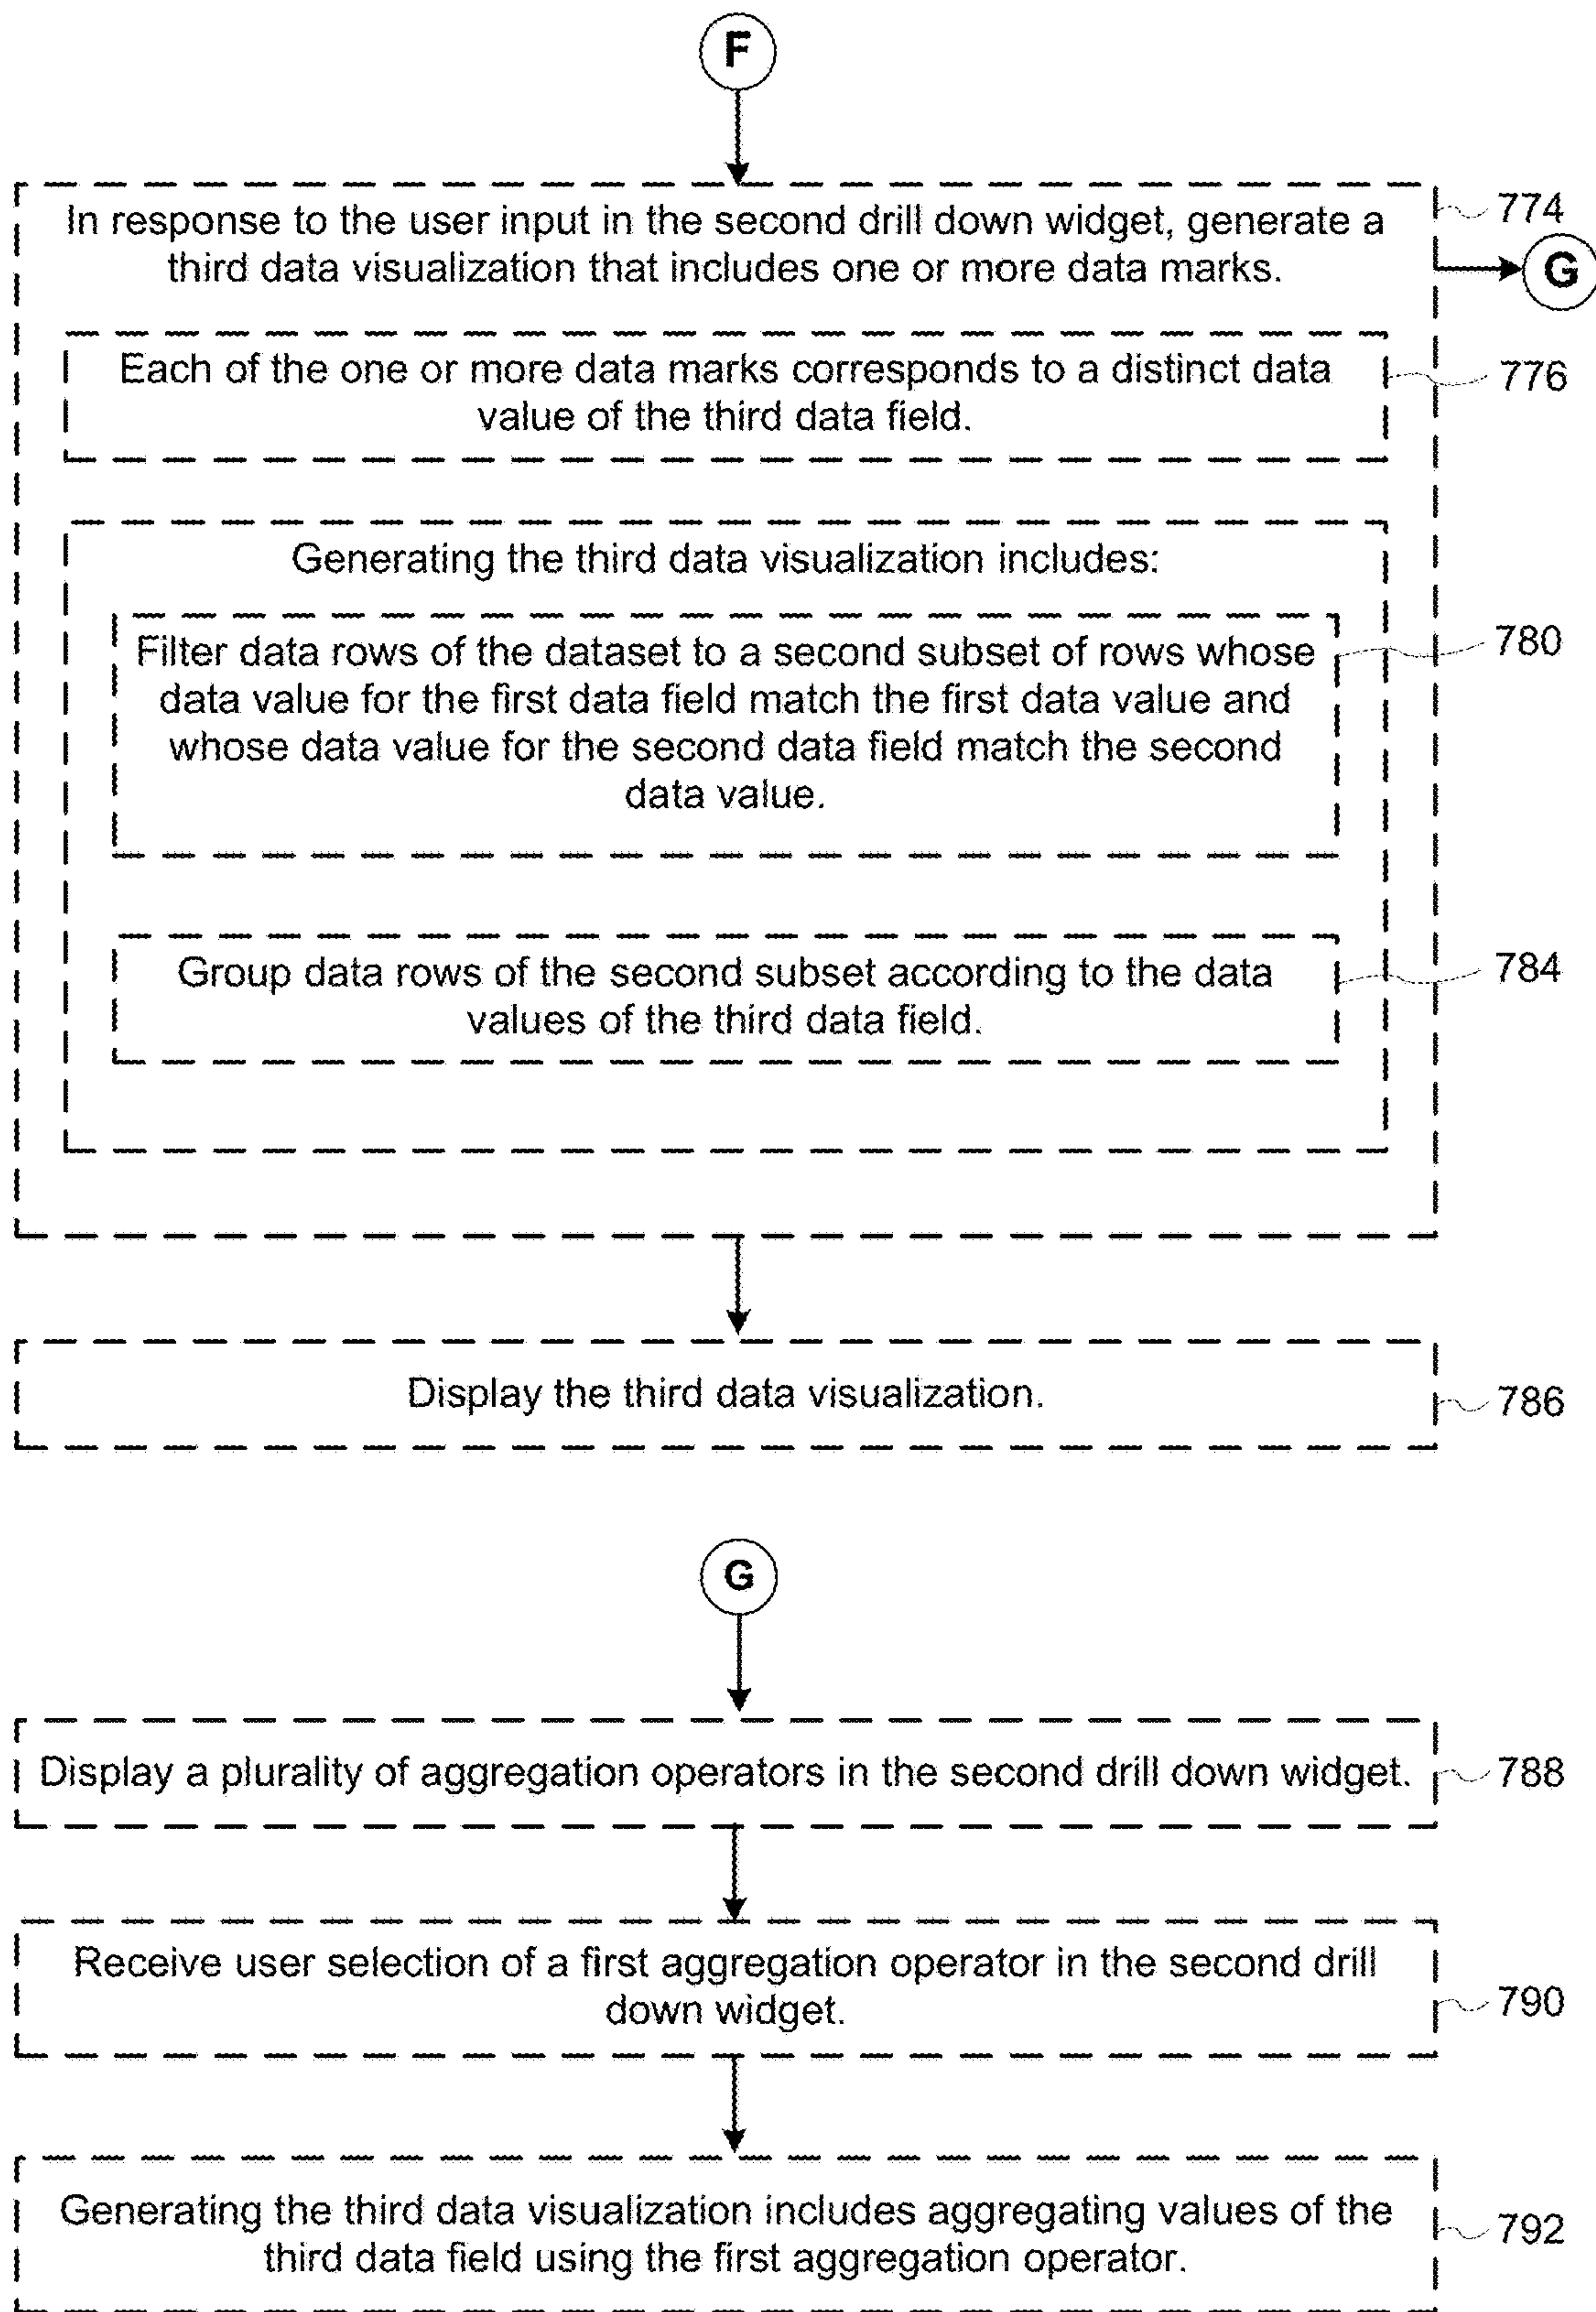 F
In response to the user input in the second drill down widget, generate a
third data visualization that includes one or more data marks.
774
G
Each of the one or more data marks corresponds to a distinct data
value of the third data field.
776
Generating the third data visualization includes:
Filter data rows of the dataset to a second subset of rows whose
data value for the first data field match the first data value and
whose data value for the second data field match the second
data value.
780
Group data rows of the second subset according to the data
values of the third data field.
784
Display the third data visualization.
786
G
Display a plurality of aggregation operators in the second drill down widget.
788
Receive user selection of a first aggregation operator in the second drill
down widget.
790
Generating the third data visualization includes aggregating values of the
third data field using the first aggregation operator.
792